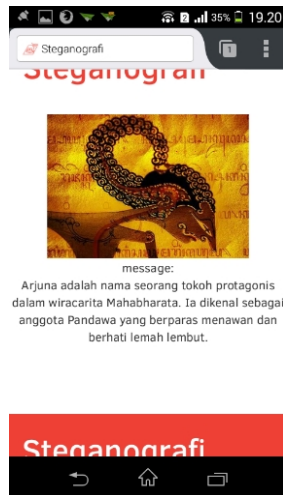 35% 19.20
Steganografi 1
Steganografi
message:
Arjuna adalah nama seorang tokoh protagonis
dalam wiracarita Mahabharata. Ia dikenal sebagai
anggota Pandawa yang berparas menawan dan
berhati lemah lembut.
Steganografi